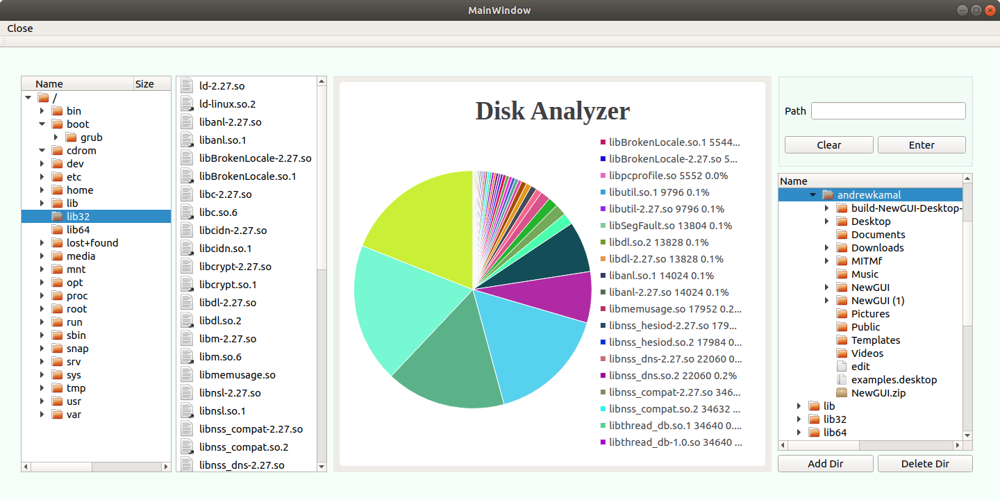 MainWindow
Close
Name Size
/
bin
boot
grub
cdrom
dev
etc
home
lib
lib32
lib64
lost+found
media
mnt
opt
proc
root
run
sbin
snap
srv
sys
tmp
usr
var
ld-2.27.so
ld-linux.so.2
libanl-2.27.so
libanl.so.1
libBrokenLocale-2.27.so
libBrokenLocale.so.1
libc-2.27.so
libc.so.6
libcidn-2.27.so
libcidn.so.1
libcrypt-2.27.so
libcrypt.so.1
libdl-2.27.so
libdl.so.2
libm-2.27.so
libm.so.6
libmemusage.so
libnsl-2.27.so
libnsl.so.1
libnss_compat-2.27.so
libnss_compat.so.2
libnss_dns-2.27.so
Disk Analyzer
libBrokenLocale.so.1 5544...
libBrokenLocale-2.27.so 5...
libpcprofile.so 5552 0.0%
libutil.so.1 9796 0.1%
libutil-2.27.so 9796 0.1%
libSegFault.so 13804 0.1%
libdl.so.2 13828 0.1%
libdl-2.27.so 13828 0.1%
libanl.so.1 14024 0.1%
libanl-2.27.so 14024 0.1%
libmemusage.so 17952 0.2...
libnss_hesiod-2.27.so 179...
libnss_hesiod.so.2 17984 0...
libnss_dns-2.27.so 22060 0...
libnss_dns.so.2 22060 0.2%
libnss_compat-2.27.so 346...
libnss_compat.so.2 34632 ...
libthread_db.so.1 34640 0....
libthread_db-1.0.so 34640 ...
Path
Clear Enter
Name
andrewkamal
build-NewGUI-Desktop-
Desktop
Documents
Downloads
MITMf
Music
NewGUI
NewGUI (1)
Pictures
Public
Templates
Videos
edit
examples.desktop
NewGUI.zip
lib
lib32
lib64
Add Dir Delete Dir